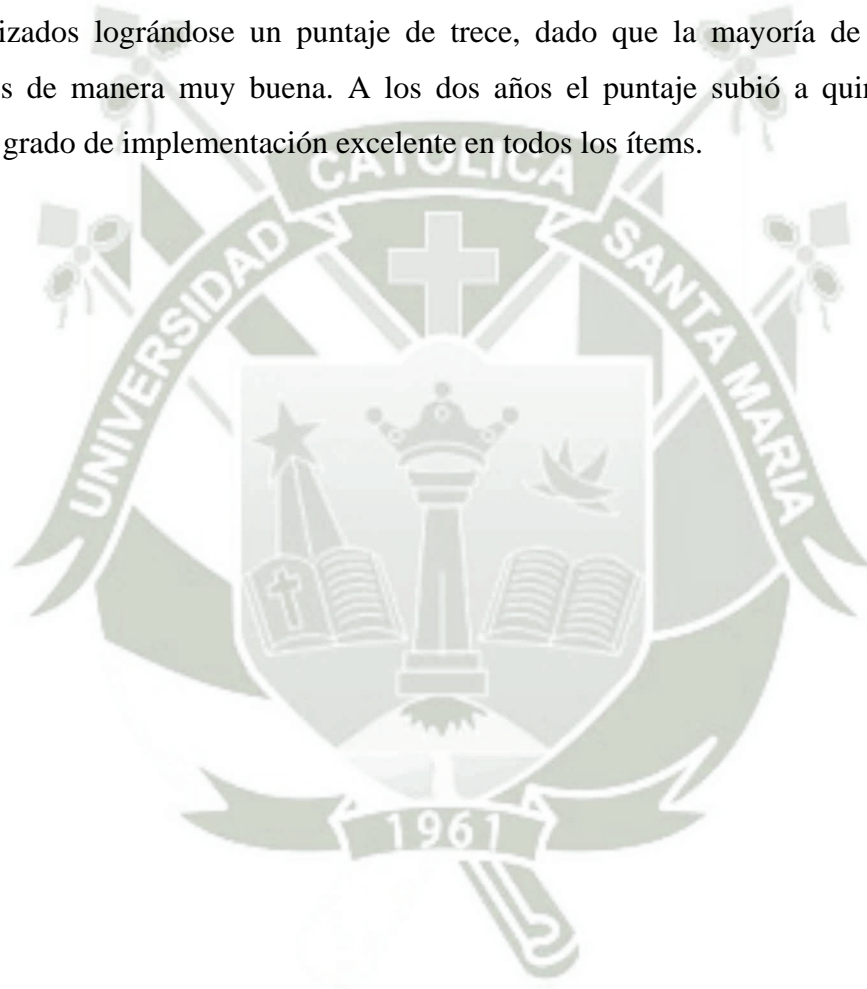 izados lográndose un puntaje de trece, dado que la mayoría de
s de manera muy buena. A los dos años el puntaje subió a
grado de implementación excelente en todos los ítems.
CATOLICA
UNIVERSIDAD
SANTA MARIA
1961